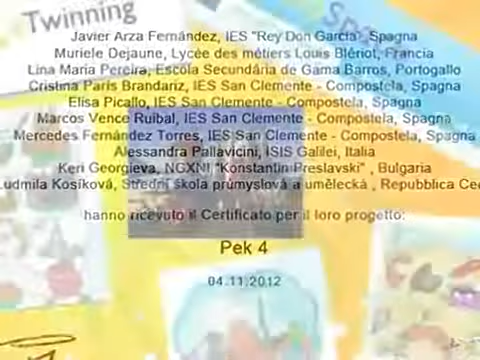 Twinning
Javier Arza Fernández, IES "Rey Don García", Spagna
Muriele Dejaune, Lycée des métiers Louis Blériot, Francia
Lina Maria Pereira, Escola Secundária de Gama Barros, Portogallo
Cristina París Brandariz, IES San Clemente - Compostela, Spagna
Elisa Picallo, IES San Clemente - Compostela, Spagna
Marcos Vence Ruibal, IES San Clemente - Compostela, Spagna
Mercedes Fernández Torres, IES San Clemente - Compostela, Spagna
Alessandra Pallavicini, ISIS Galilei, Italia
Keri Georgieva, NGXNI "Konstantin Preslavski" , Bulgaria
Ludmila Kosíková, Střední škola průmyslová a umělecká , Repubblica Cec
hanno ricevuto il Certificato per il loro progetto:
Pek 4
04.11.2012